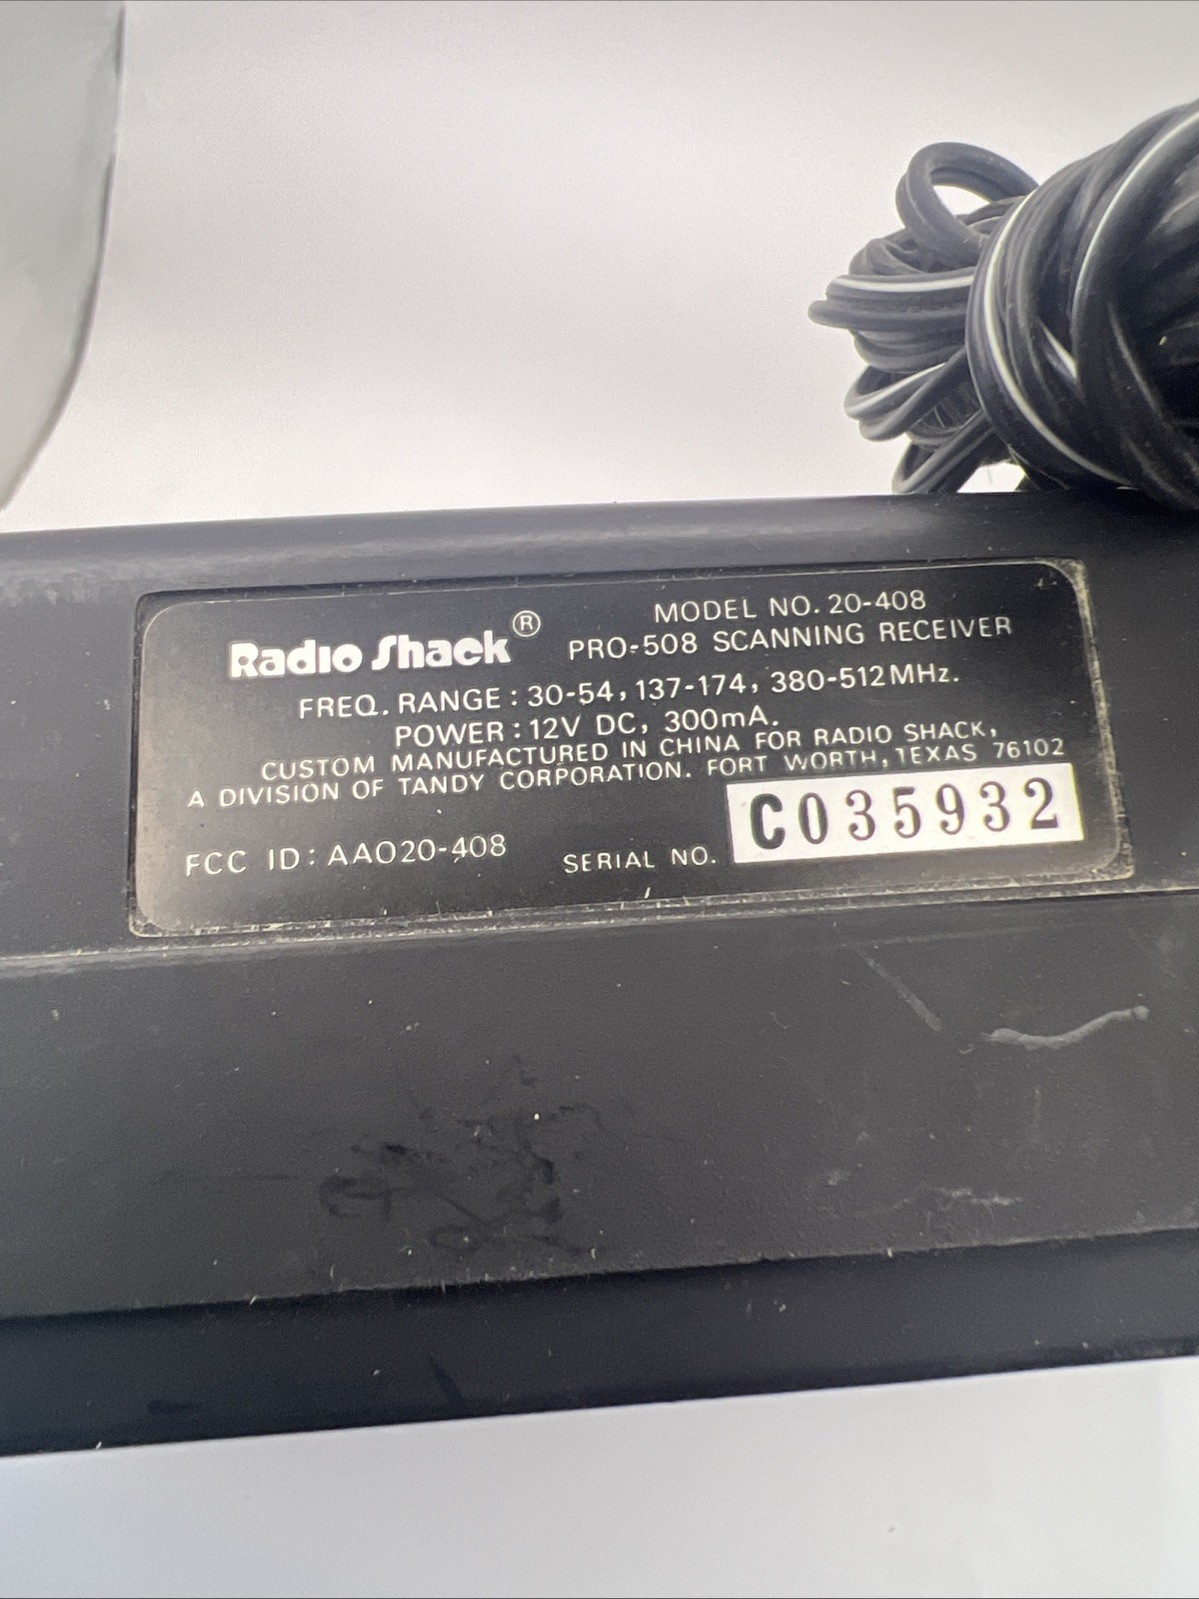 Radio Shack®
MODEL NO. 20-408
PRO-508 SCANNING RECEIVER
FREQ. RANGE : 30-54, 137-174, 380-512MHz.
POWER : 12V DC, 300mA.
CUSTOM MANUFACTURED IN CHINA FOR RADIO SHACK,
A DIVISION OF TANDY CORPORATION. FORT WORTH, TEXAS 76102
FCC ID : AAO20-408
SERIAL NO. C035932